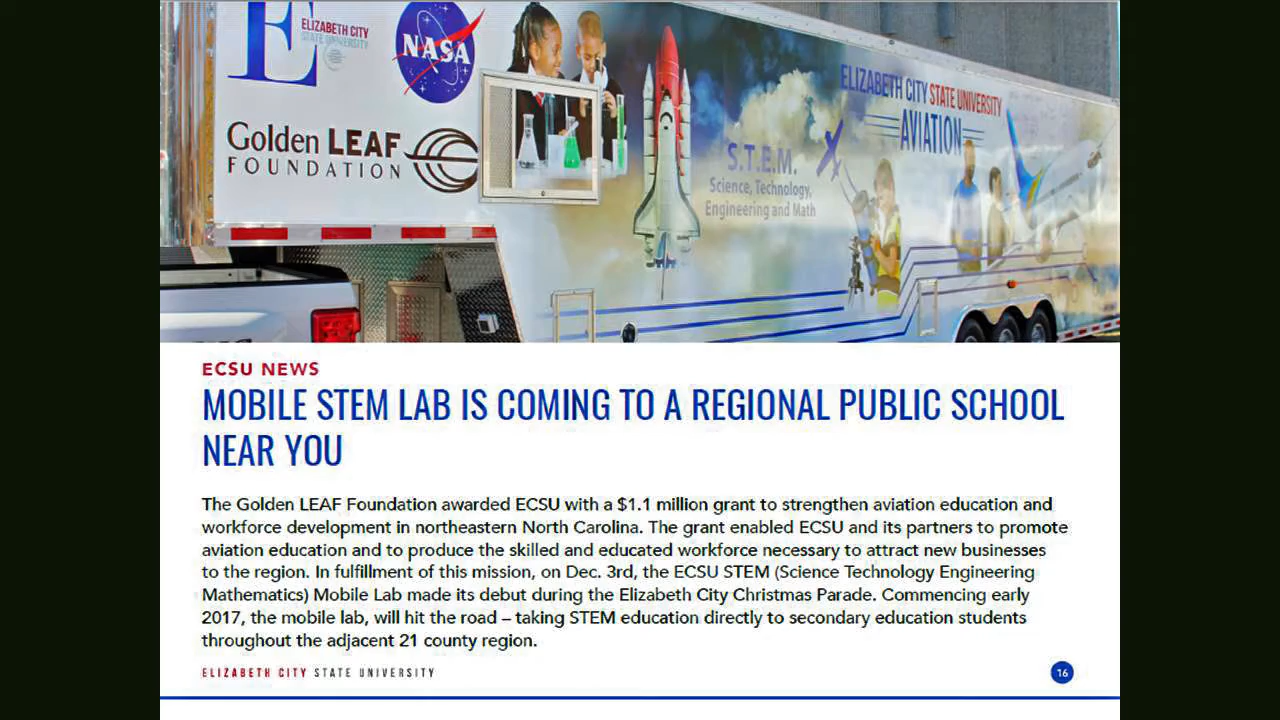 E
ELIZABETH CITY
STATE UNIVERSITY
NASA
Golden LEAF
FOUNDATION
S.T.E.M.
Science, Technology,
Engineering and Math
ELIZABETH CITY STATE UNIVERSITY
AVIATION
ECSU NEWS
MOBILE STEM LAB IS COMING TO A REGIONAL PUBLIC SCHOOL
NEAR YOU
The Golden LEAF Foundation awarded ECSU with a $1.1 million grant to strengthen aviation education and
workforce development in northeastern North Carolina. The grant enabled ECSU and its partners to promote
aviation education and to produce the skilled and educated workforce necessary to attract new businesses
to the region. In fulfillment of this mission, on Dec. 3rd, the ECSU STEM (Science Technology Engineering
Mathematics) Mobile Lab made its debut during the Elizabeth City Christmas Parade. Commencing early
2017, the mobile lab, will hit the road – taking STEM education directly to secondary education students
throughout the adjacent 21 county region.
ELIZABETH CITY STATE UNIVERSITY
16